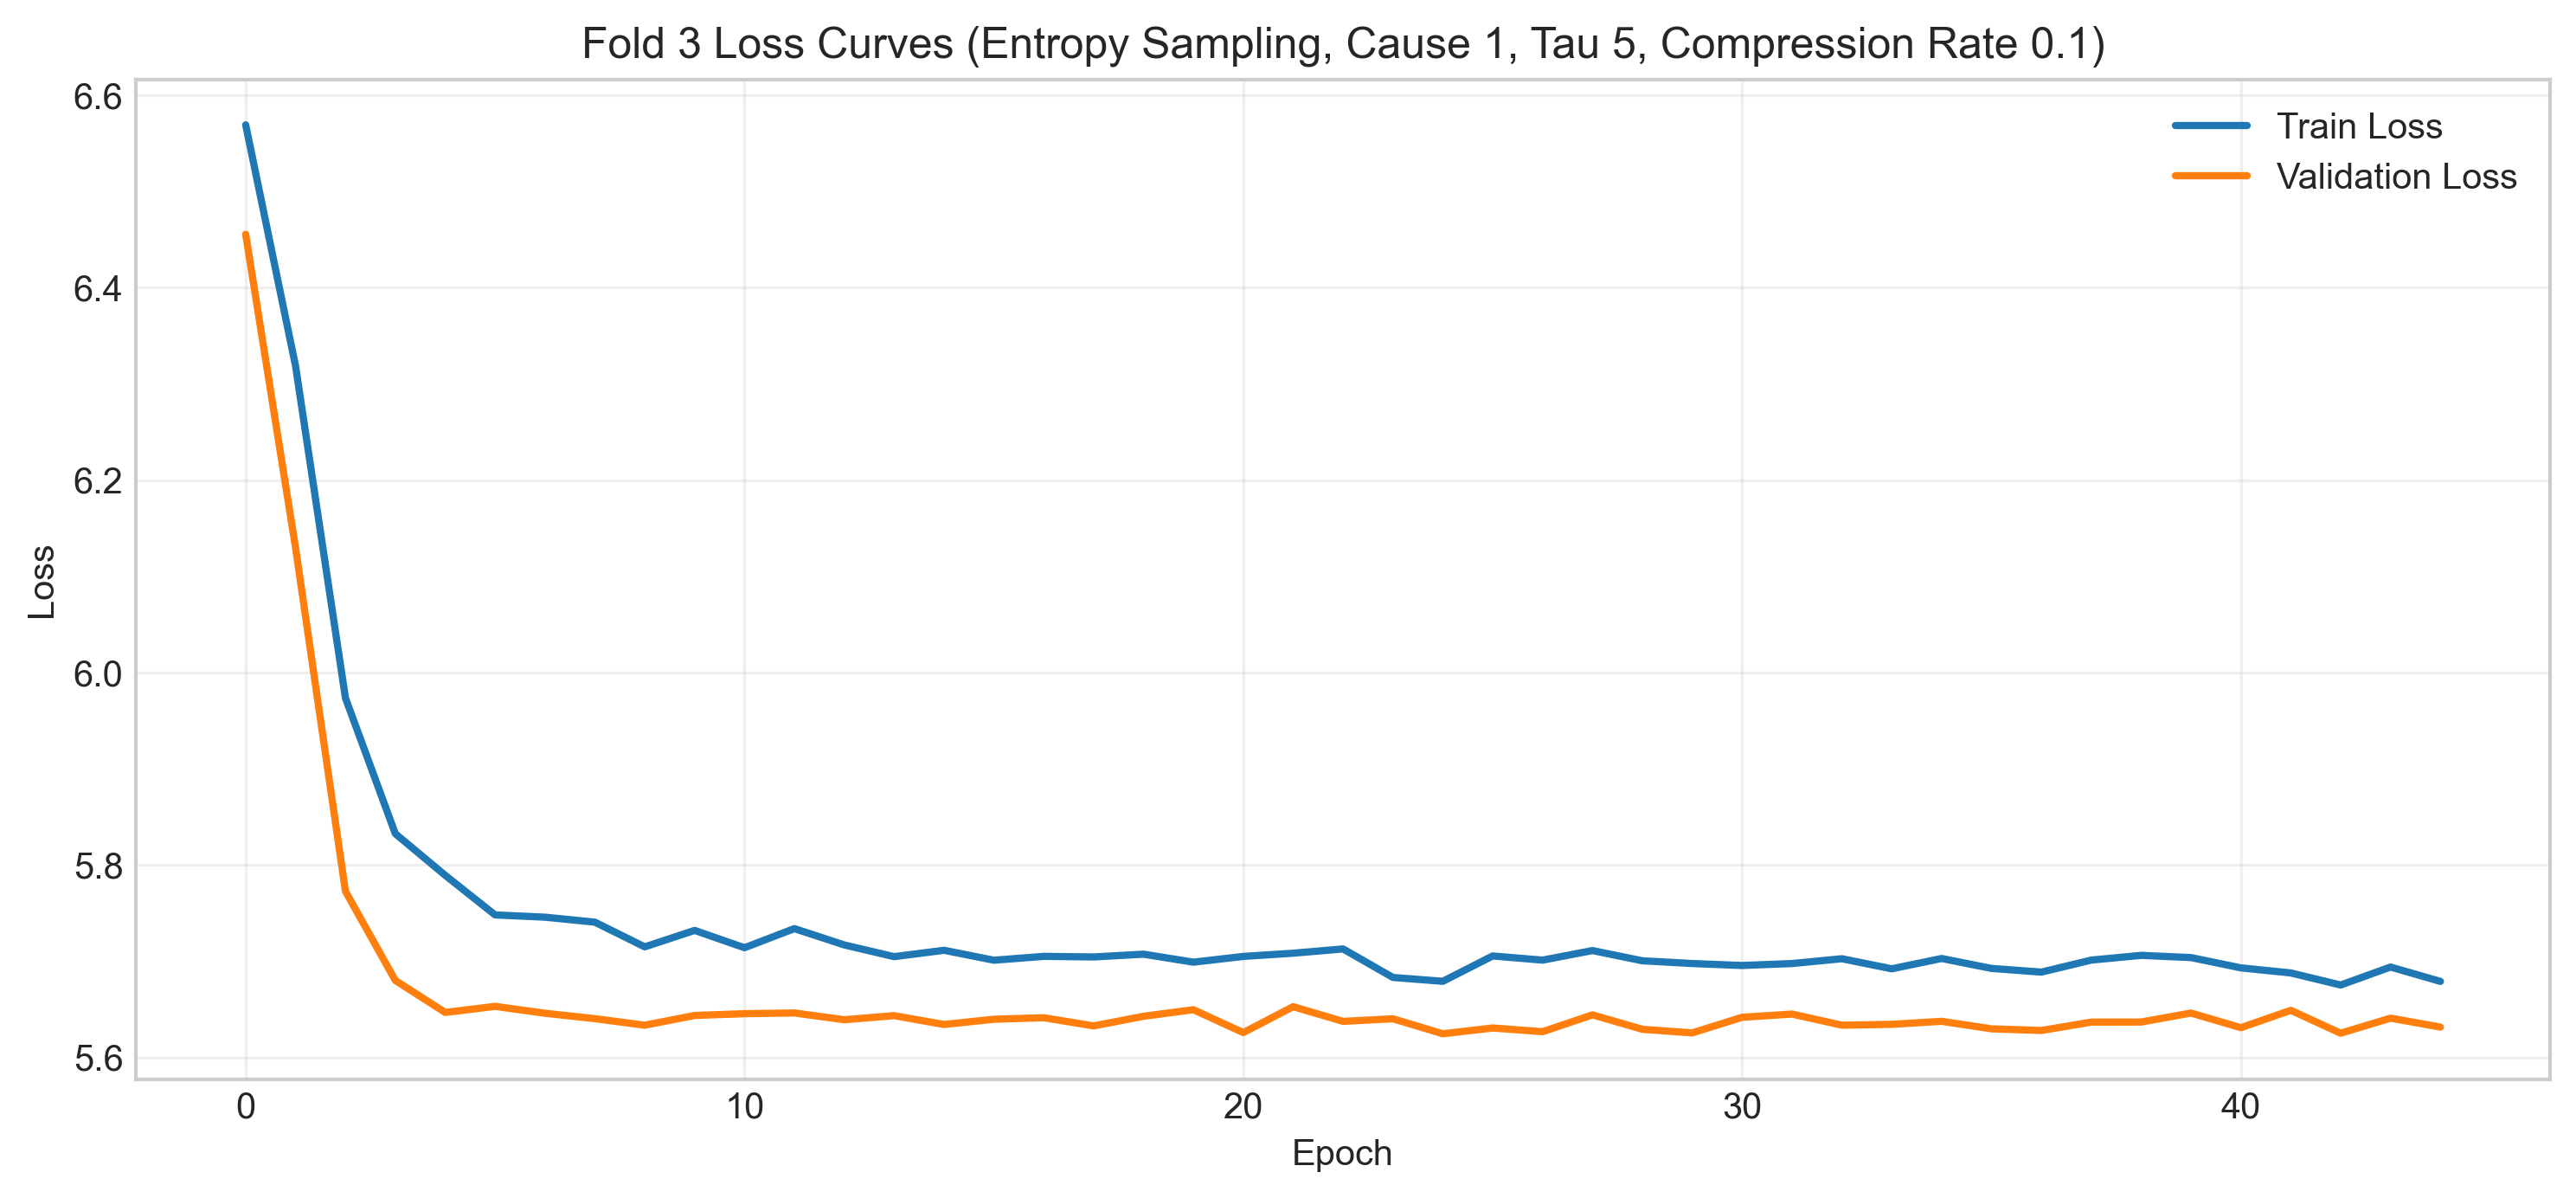 Fold 3 Loss Curves (Entropy Sampling, Cause 1, Tau 5, Compression Rate 0.1)
Train Loss
Validation Loss
6.6
6.4
6.2
6.0
5.8
5.6
Loss
0 10 20 30 40
Epoch